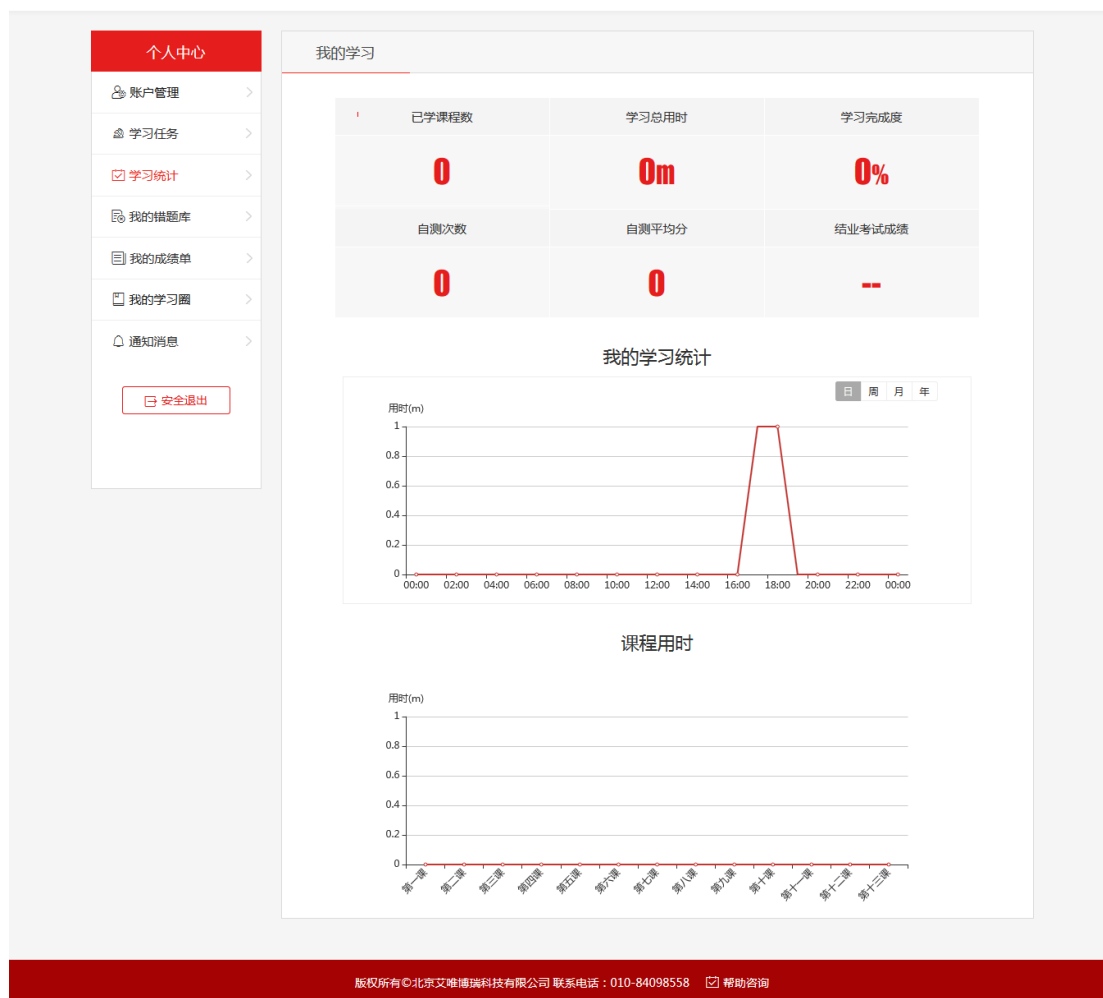 个人中心
账户管理
学习任务
学习统计
我的错题库
我的成绩单
我的学习圈
通知消息
安全退出
我的学习
已学课程数 学习总用时 学习完成度
0 0m 0%
自测次数 自测平均分 结业考试成绩
0 0 --
我的学习统计
日 周 月 年
用时(m)
1
0.8
0.6
0.4
0.2
0
00:00 02:00 04:00 06:00 08:00 10:00 12:00 14:00 16:00 18:00 20:00 22:00 00:00
课程用时
用时(m)
1
0.8
0.6
0.4
0.2
0
第一课 第二课 第三课 第四课 第五课 第六课 第七课 第八课 第九课 第十课 第十一课 第十二课 第十三课
版权所有©北京艾唯博瑞科技有限公司 联系电话：010-84098558 帮助咨询